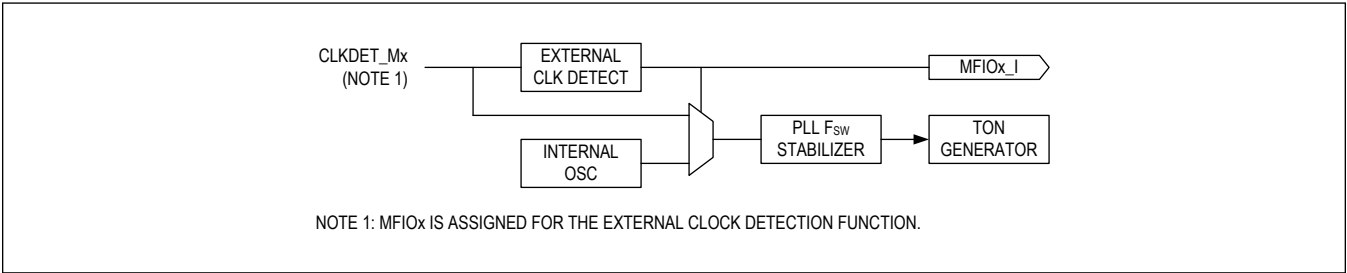 CLKDET_Mx
(NOTE 1)
EXTERNAL
CLK DETECT
MFIOx_I
INTERNAL
OSC
PLL FSW
STABILIZER
TON
GENERATOR
NOTE 1: MFIOx IS ASSIGNED FOR THE EXTERNAL CLOCK DETECTION FUNCTION.